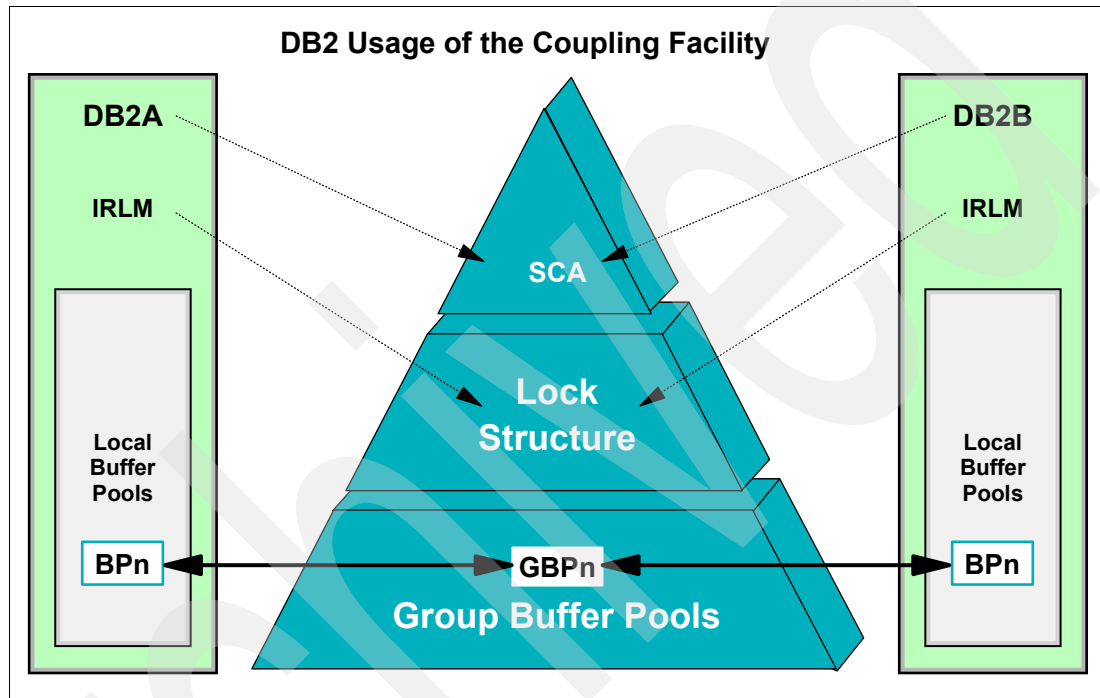 DB2 Usage of the Coupling Facility
DB2A
IRLM
Local
Buffer
Pools
BPn
SCA
Lock
Structure
GBPn
Group Buffer Pools
DB2B
IRLM
Local
Buffer
Pools
BPn